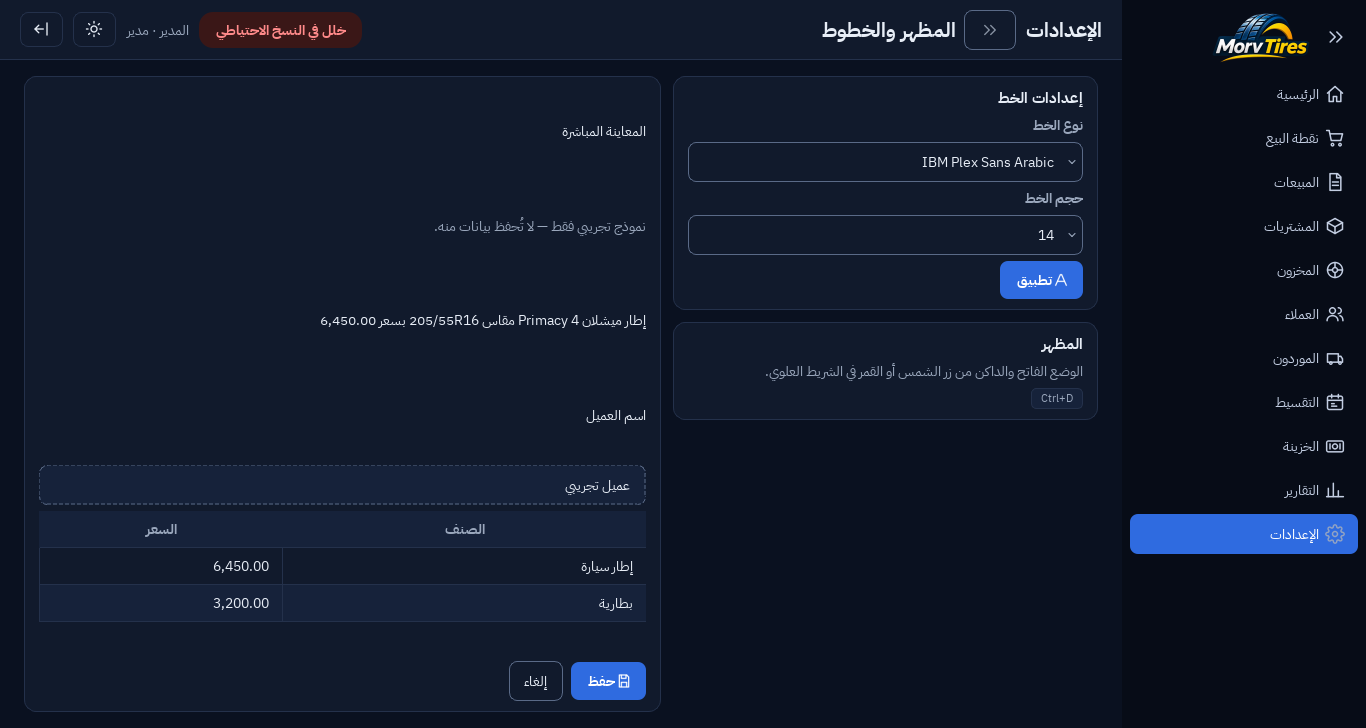 Morv Tires
الرئيسية
نقطة البيع
المبيعات
المشتريات
المخزون
العملاء
الموردون
التقسيط
الخزينة
التقارير
الإعدادات
الإعدادات
المظهر والخطوط
خلل في النسخ الاحتياطي
المدير · مدير
إعدادات الخط
نوع الخط
IBM Plex Sans Arabic
حجم الخط
14
تطبيق
المظهر
الوضع الفاتح والداكن من زر الشمس أو القمر في الشريط العلوي.
Ctrl+D
المعاينة المباشرة
نموذج تجريبي فقط — لا تُحفظ بيانات منه.
إطار ميشلان Primacy 4 مقاس 205/55R16 بسعر 6,450.00
اسم العميل
عميل تجريبي
الصنف السعر
إطار سيارة 6,450.00
بطارية 3,200.00
حفظ
إلغاء